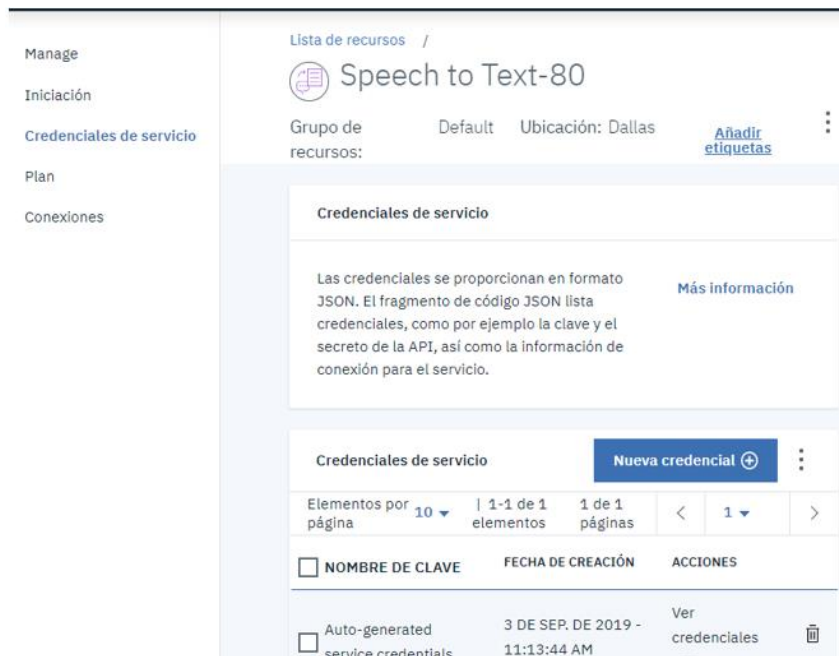 Manage
Iniciación
Credenciales de servicio
Plan
Conexiones
Lista de recursos /
Speech to Text-80
Grupo de recursos: Default Ubicación: Dallas
Añadir etiquetas
Credenciales de servicio
Las credenciales se proporcionan en formato
JSON. El fragmento de código JSON lista
credenciales, como por ejemplo la clave y el
secreto de la API, así como la información de
conexión para el servicio.
Más información
Credenciales de servicio
Nueva credencial
Elementos por página 10 | 1-1 de 1 elementos 1 de 1 páginas < 1 >
NOMBRE DE CLAVE FECHA DE CREACIÓN ACCIONES
Auto-generated
service credentials
3 DE SEP. DE 2019 -
11:13:44 AM
Ver
credenciales